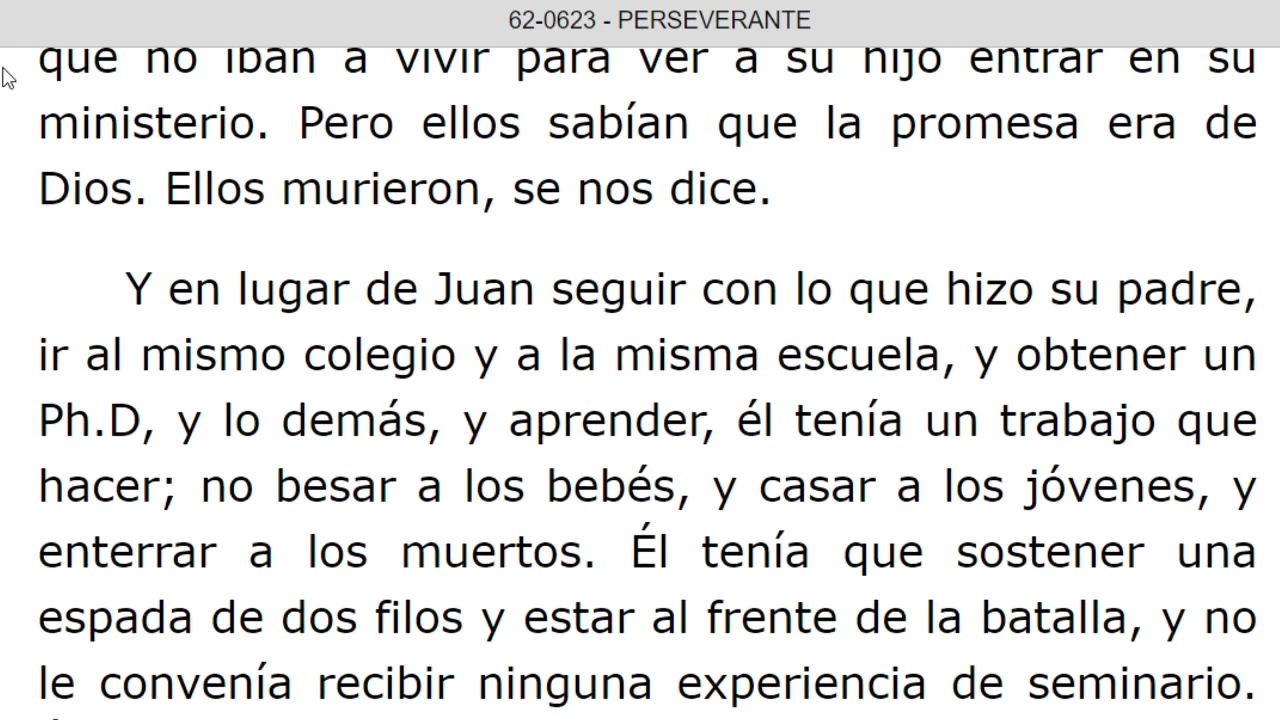 62-0623 - PERSEVERANTE
que no iban a vivir para ver a su hijo entrar en su
ministerio. Pero ellos sabían que la promesa era de
Dios. Ellos murieron, se nos dice.
Y en lugar de Juan seguir con lo que hizo su padre,
ir al mismo colegio y a la misma escuela, y obtener un
Ph.D, y lo demás, y aprender, él tenía un trabajo que
hacer; no besar a los bebés, y casar a los jóvenes, y
enterrar a los muertos. Él tenía que sostener una
espada de dos filos y estar al frente de la batalla, y no
le convenía recibir ninguna experiencia de seminario.